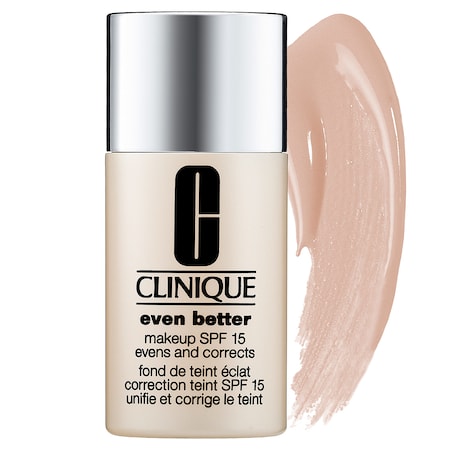 C
CLINIQUE
even better
makeup SPF 15
evens and corrects
fond de teint éclat
correction teint SPF 15
unifie et corrige le teint